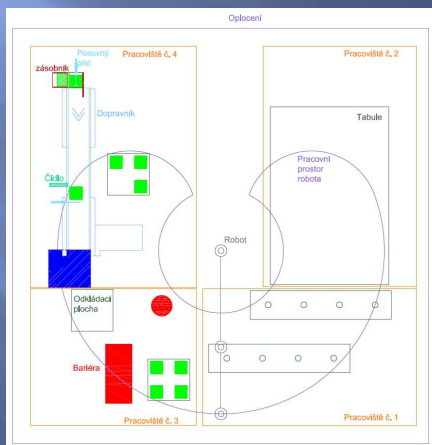 Oplocení
Posuvný
píst
Pracoviště č. 4
Pracoviště č. 2
zásobník
Dopravník
Tabule
Pracovní
prostor
robota
Čidlo
Robot
Odkládací
plocha
Bariéra
Pracoviště č. 3
Pracoviště č. 1